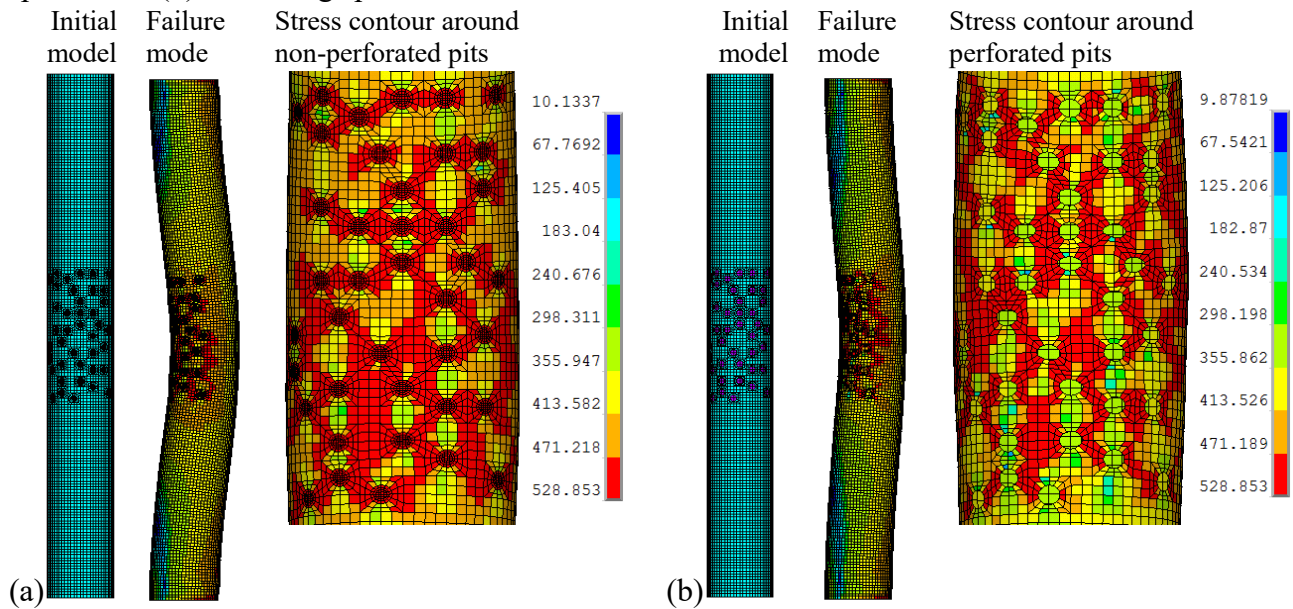 Initial model
Failure mode
Stress contour around non-perforated pits
10.1337
67.7692
125.405
183.04
240.676
298.311
355.947
413.582
471.218
528.853
(a)
Initial model
Failure mode
Stress contour around perforated pits
9.87819
67.5421
125.206
182.87
240.534
298.198
355.862
413.526
471.189
528.853
(b)